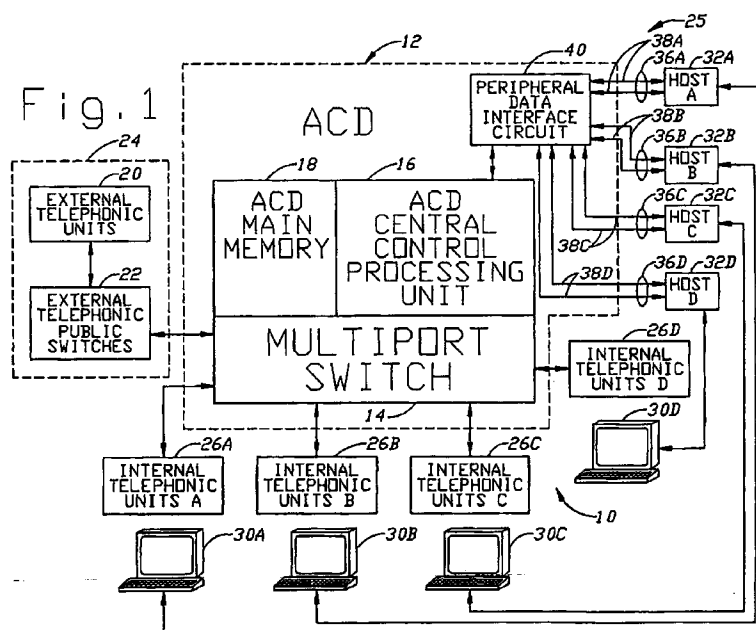 Fig. 1
12
ACD
40
PERIPHERAL
DATA
INTERFACE
CIRCUIT
25
38A
36A
32A
HOST
A
38B
36B
32B
HOST
B
36C
32C
HOST
C
38C
38D
36D
32D
HOST
D
24
20
EXTERNAL
TELEPHONIC
UNITS
22
EXTERNAL
TELEPHONIC
PUBLIC
SWITCHES
18
ACD
MAIN
MEMORY
16
ACD
CENTRAL
CONTROL
PROCESSING
UNIT
MULTIPORT
SWITCH
14
26D
INTERNAL
TELEPHONIC
UNITS D
30D
26A
INTERNAL
TELEPHONIC
UNITS A
26B
INTERNAL
TELEPHONIC
UNITS B
26C
INTERNAL
TELEPHONIC
UNITS C
10
30A
30B
30C